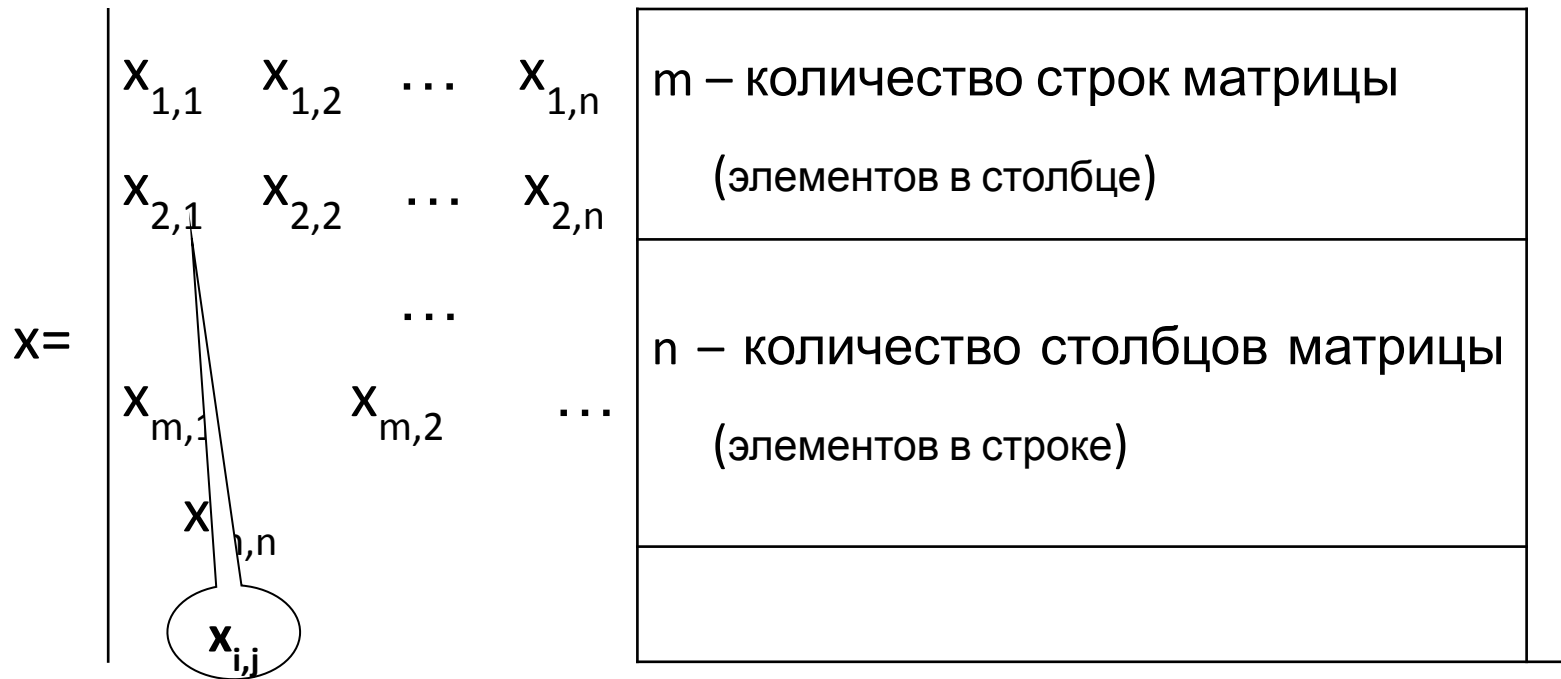 x=
x1,1 x1,2 … x1,n
x2,1 x2,2 … x2,n
…
xm,1 xm,2 …
x ,n
xi,j
m – количество строк матрицы
(элементов в столбце)
n – количество столбцов матрицы
(элементов в строке)